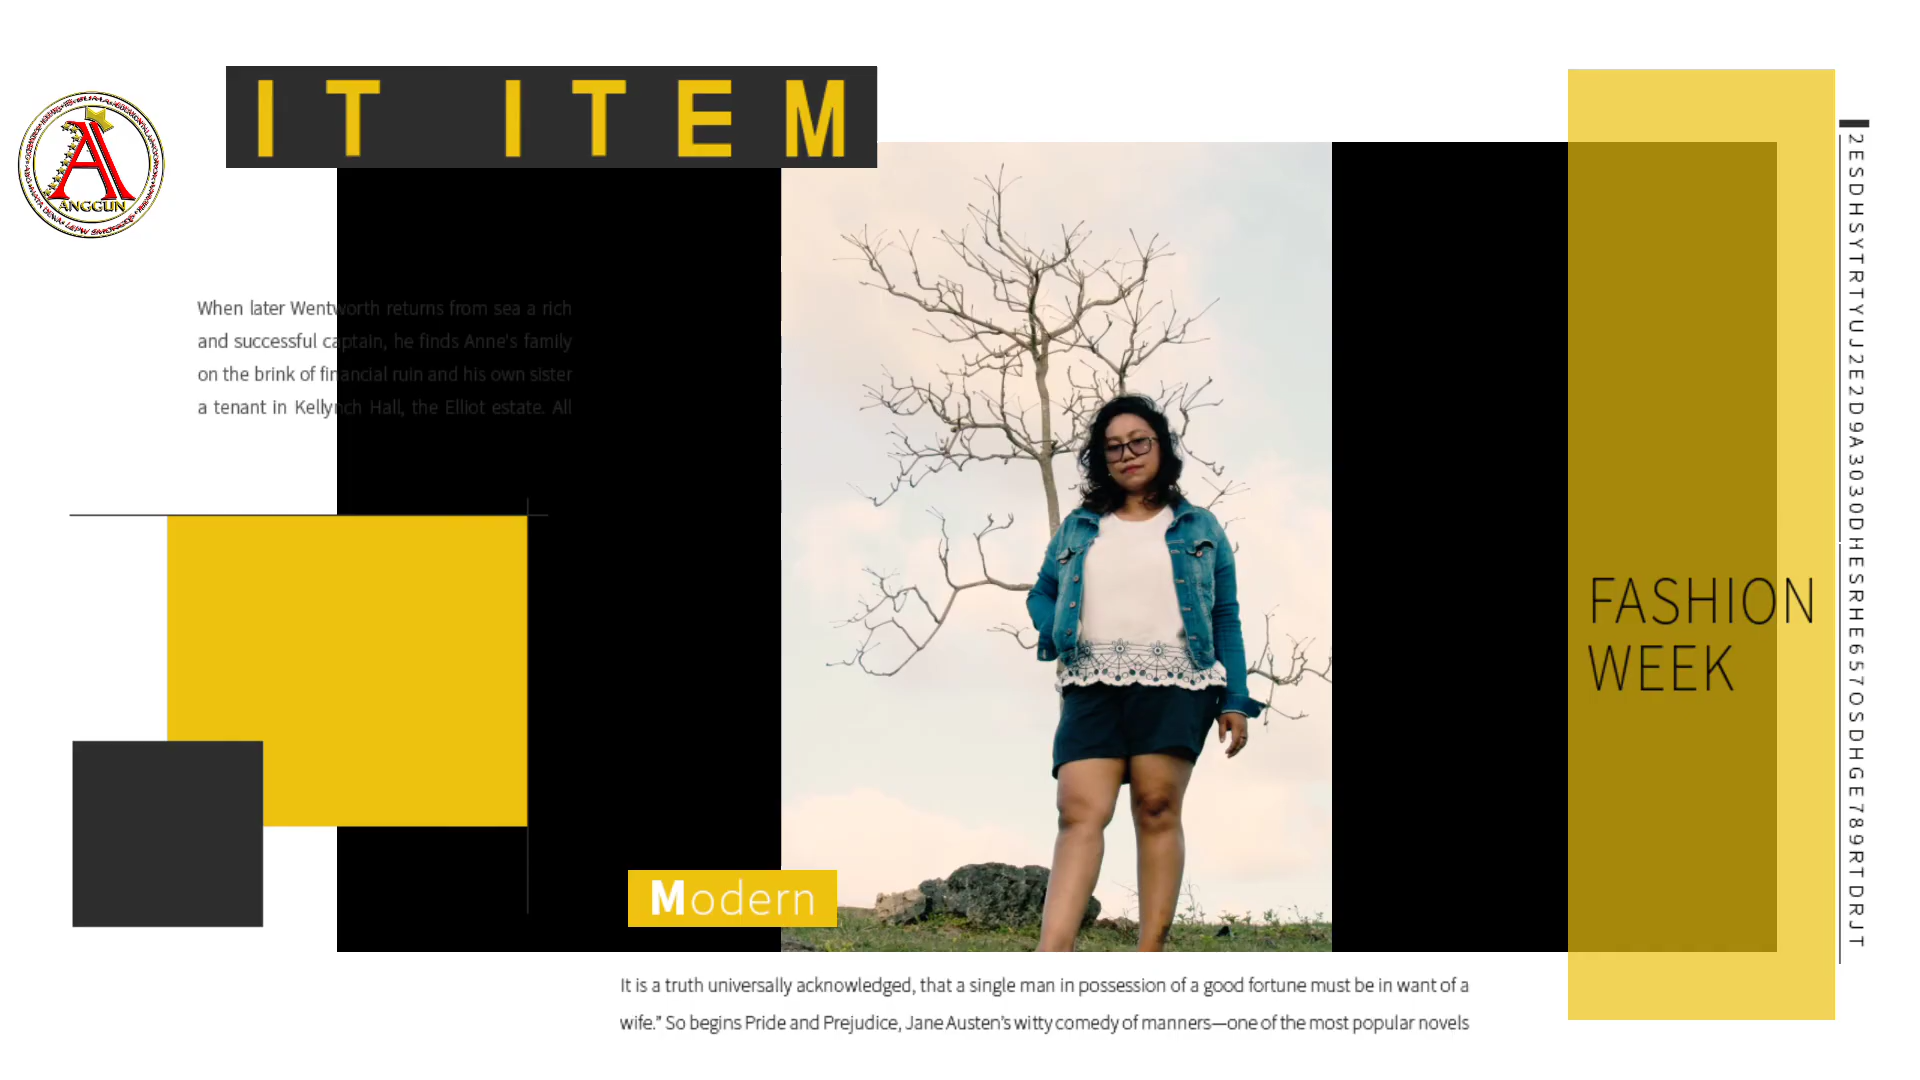 IT ITEM
ANGGUN
When later Wentworth returns from sea a rich
and successful captain, he finds Anne's family
on the brink of financial ruin and his own sister
a tenant in Kellynch Hall, the Elliot estate. All
FASHION
WEEK
Modern
It is a truth universally acknowledged, that a single man in possession of a good fortune must be in want of a
wife.” So begins Pride and Prejudice, Jane Austen’s witty comedy of manners—one of the most popular novels
2ESDHSYTRTYUJ2E2D9A3030DHESRHE657OSDHGE789RTDRJT